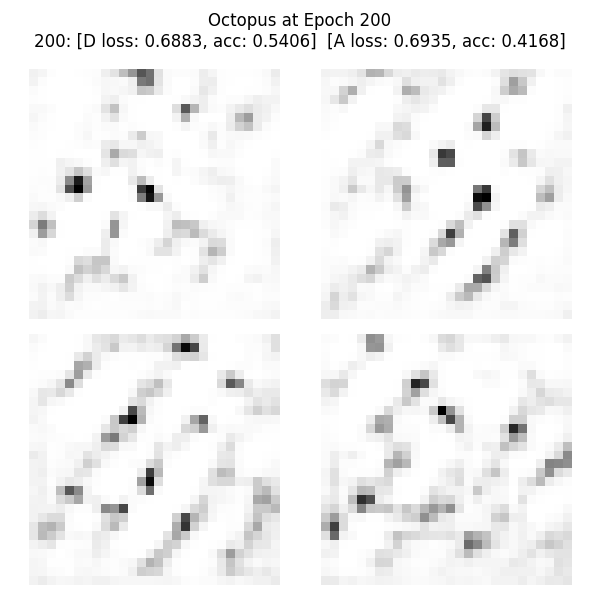 Octopus at Epoch 200
200: [D loss: 0.6883, acc: 0.5406] [A loss: 0.6935, acc: 0.4168]